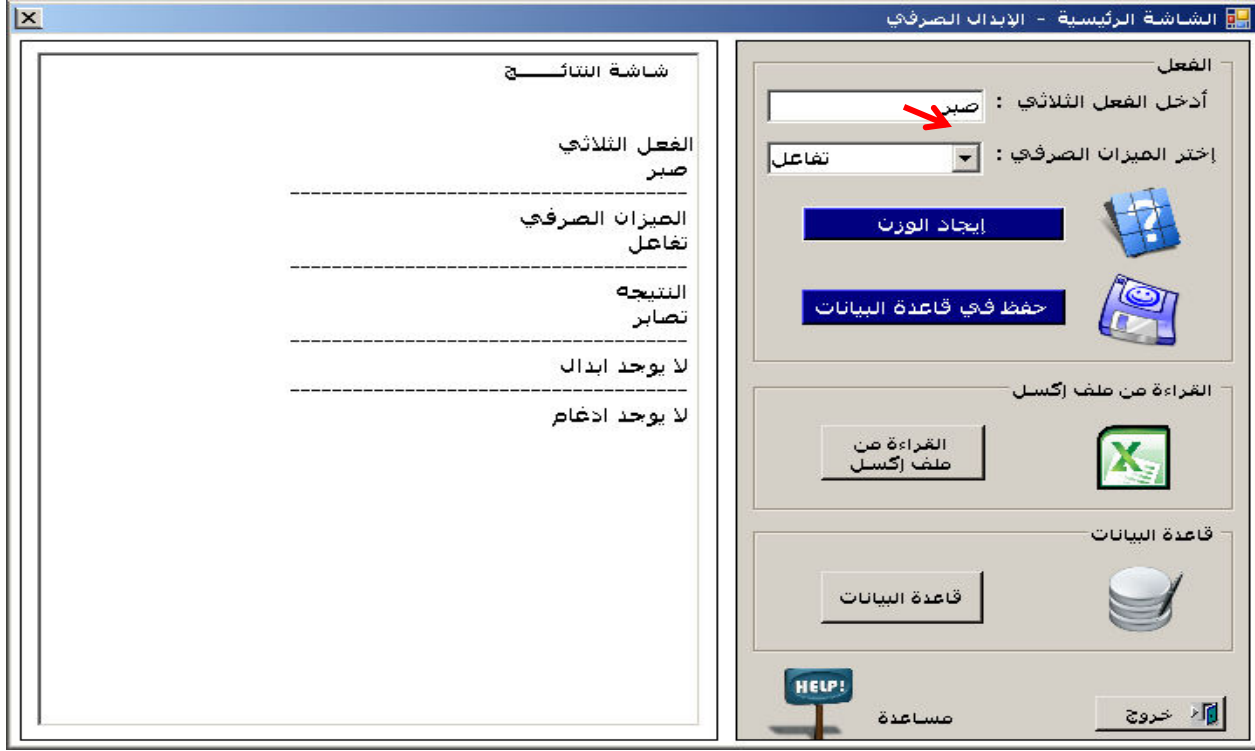 الشاشة الرئيسية - الإبدال الصرفي
الفعل
أدخل الفعل الثلاثي :
صبر
إختر الميزان الصرفي :
تفاعل
إيجاد الوزن
حفظ في قاعدة البيانات
القراءة من ملف إكسل
القراءة من
ملف إكسل
قاعدة البيانات
قاعدة البيانات
HELP!
مساعدة
خروج
شاشة النتائـــــج
الفعل الثلاثي
صبر
----------------------------------------
الميزان الصرفي
تفاعل
----------------------------------------
النتيجه
تصابر
----------------------------------------
لا يوجد ابدال
----------------------------------------
لا يوجد ادغام